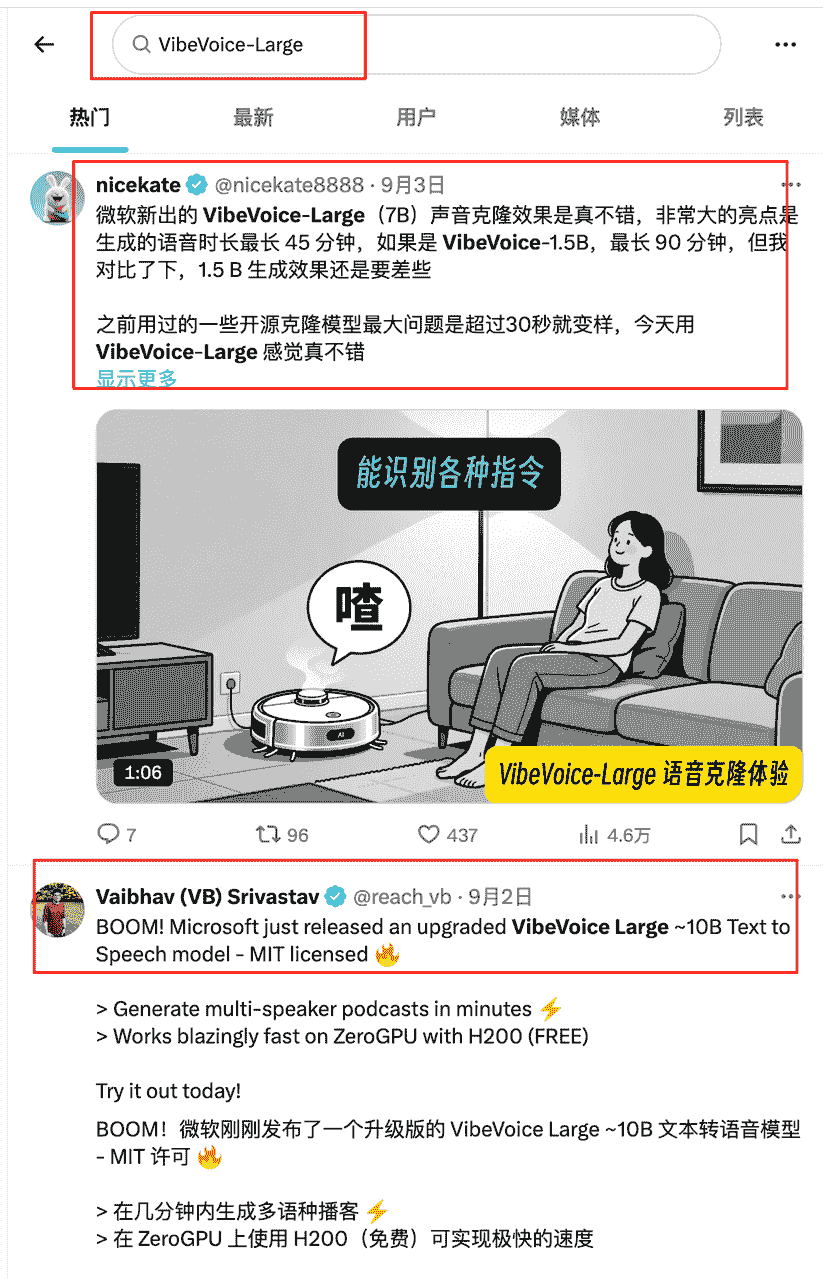 VibeVoice-Large
热门 最新 用户 媒体 列表
nicekate @nicekate8888 · 9月3日
微软新出的 VibeVoice-Large（7B）声音克隆效果是真不错，非常大的亮点是
生成的语音时长最长 45 分钟，如果是 VibeVoice-1.5B，最长 90 分钟，但我
对比了下，1.5 B 生成效果还是要差些
之前用过的一些开源克隆模型最大问题是超过30秒就变样，今天用
VibeVoice-Large 感觉真不错
显示更多
能识别各种指令
喳
AI
1:06
VibeVoice-Large 语音克隆体验
7 96 437 4.6万
Vaibhav (VB) Srivastav @reach_vb · 9月2日
BOOM! Microsoft just released an upgraded VibeVoice Large ~10B Text to
Speech model - MIT licensed 🔥
> Generate multi-speaker podcasts in minutes ⚡
> Works blazingly fast on ZeroGPU with H200 (FREE)
Try it out today!
BOOM！微软刚刚发布了一个升级版的 VibeVoice Large ~10B 文本转语音模型
- MIT 许可 🔥
> 在几分钟内生成多语种播客 ⚡
> 在 ZeroGPU 上使用 H200（免费）可实现极快的速度